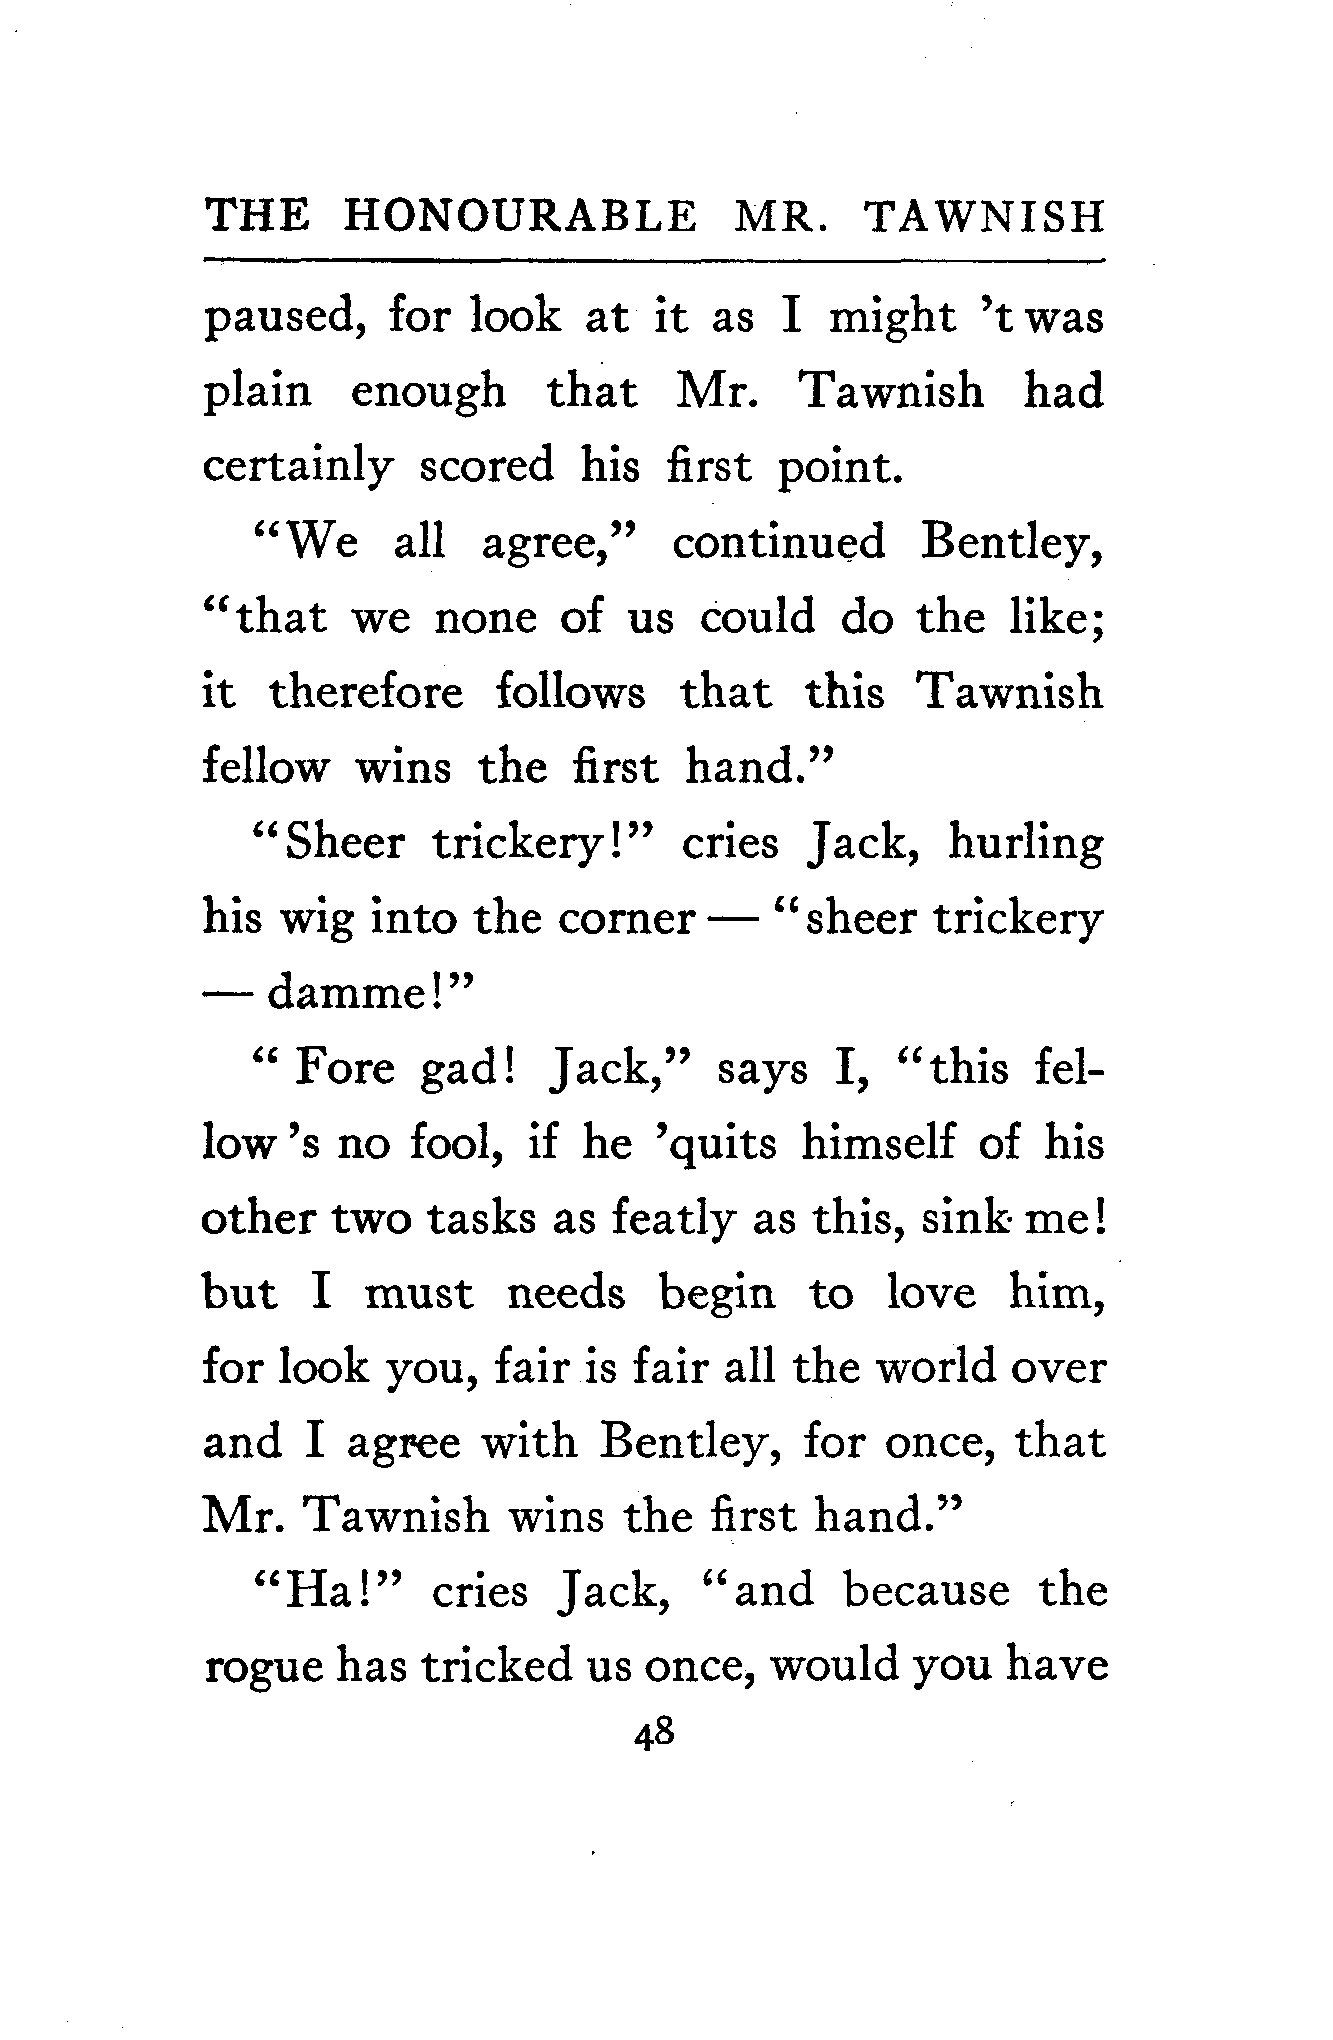 THE HONOURABLE MR. TAWNISH
paused, for look at it as I might 't was
plain enough that Mr. Tawnish had
certainly scored his first point.
"We all agree," continued Bentley,
"that we none of us could do the like;
it therefore follows that this Tawnish
fellow wins the first hand."
"Sheer trickery!" cries Jack, hurling
his wig into the corner — "sheer trickery
— damme!"
" Fore gad! Jack," says I, "this fel-
low 's no fool, if he 'quits himself of his
other two tasks as featly as this, sink me!
but I must needs begin to love him,
for look you, fair is fair all the world over
and I agree with Bentley, for once, that
Mr. Tawnish wins the first hand."
"Ha!" cries Jack, "and because the
rogue has tricked us once, would you have
48